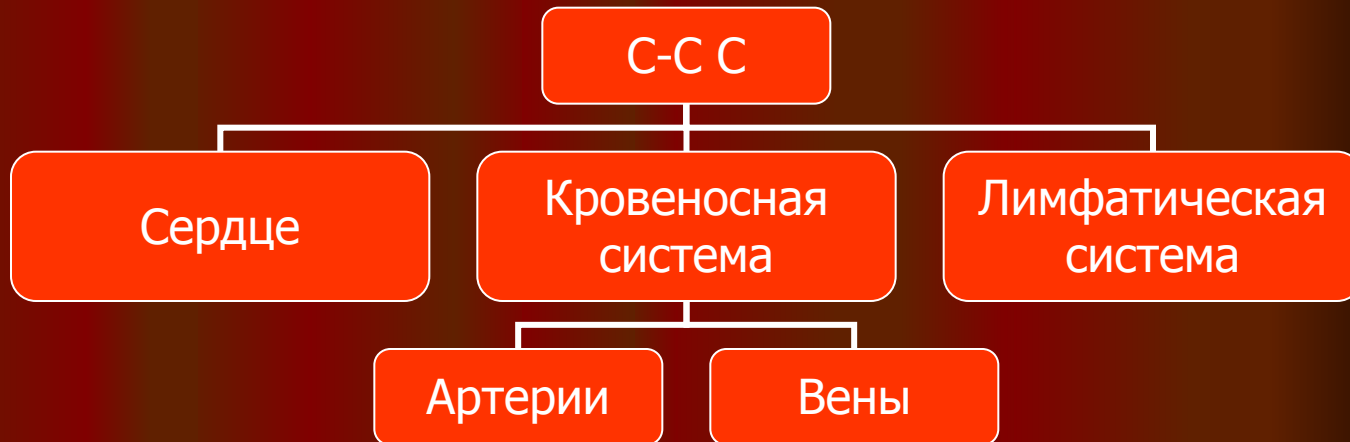 С-С С
Сердце
Кровеносная
система
Лимфатическая
система
Артерии
Вены